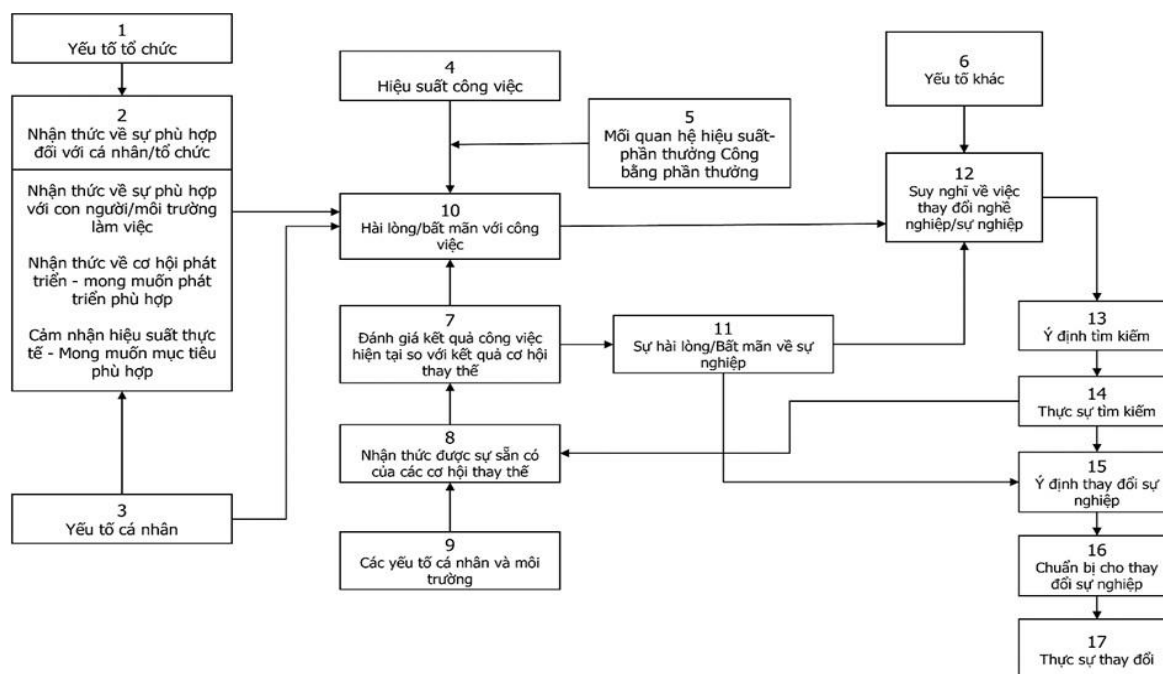 1
Yếu tố tổ chức
2
Nhận thức về sự phù hợp
đối với cá nhân/tổ chức
Nhận thức về sự phù hợp
với con người/môi trường
làm việc
Nhận thức về cơ hội phát
triển - mong muốn phát
triển phù hợp
Cảm nhận hiệu suất thực
tế - Mong muốn mục tiêu
phù hợp
3
Yếu tố cá nhân
4
Hiệu suất công việc
5
Mối quan hệ hiệu suất-
phần thưởng Công
bằng phần thưởng
10
Hài lòng/bất mãn với công
việc
7
Đánh giá kết quả công việc
hiện tại so với kết quả cơ hội
thay thế
8
Nhận thức được sự sẵn có
của các cơ hội thay thế
9
Các yếu tố cá nhân và môi
trường
11
Sự hài lòng/Bất mãn về sự
nghiệp
6
Yếu tố khác
12
Suy nghĩ về việc
thay đổi nghề
nghiệp/sự nghiệp
13
Ý định tìm kiếm
14
Thực sự tìm kiếm
15
Ý định thay đổi sự
nghiệp
16
Chuẩn bị cho thay
đổi sự nghiệp
17
Thực sự thay đổi